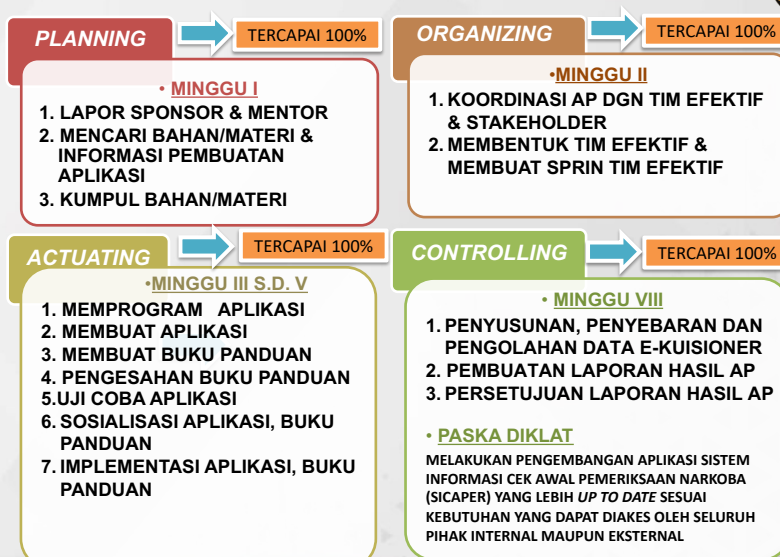 PLANNING
TERCAPAI 100%
• MINGGU I
1. LAPOR SPONSOR & MENTOR
2. MENCARI BAHAN/MATERI &
INFORMASI PEMBUATAN
APLIKASI
3. KUMPUL BAHAN/MATERI
ORGANIZING
TERCAPAI 100%
•MINGGU II
1. KOORDINASI AP DGN TIM EFEKTIF
& STAKEHOLDER
2. MEMBENTUK TIM EFEKTIF &
MEMBUAT SPRIN TIM EFEKTIF
ACTUATING
TERCAPAI 100%
•MINGGU III S.D. V
1. MEMPROGRAM APLIKASI
2. MEMBUAT APLIKASI
3. MEMBUAT BUKU PANDUAN
4. PENGESAHAN BUKU PANDUAN
5.UJI COBA APLIKASI
6. SOSIALISASI APLIKASI, BUKU
PANDUAN
7. IMPLEMENTASI APLIKASI, BUKU
PANDUAN
CONTROLLING
TERCAPAI 100%
• MINGGU VIII
1. PENYUSUNAN, PENYEBARAN DAN
PENGOLAHAN DATA E-KUISIONER
2. PEMBUATAN LAPORAN HASIL AP
3. PERSETUJUAN LAPORAN HASIL AP
• PASKA DIKLAT
MELAKUKAN PENGEMBANGAN APLIKASI SISTEM
INFORMASI CEK AWAL PEMERIKSAAN NARKOBA
(SICAPER) YANG LEBIH UP TO DATE SESUAI
KEBUTUHAN YANG DAPAT DIAKES OLEH SELURUH
PIHAK INTERNAL MAUPUN EKSTERNAL